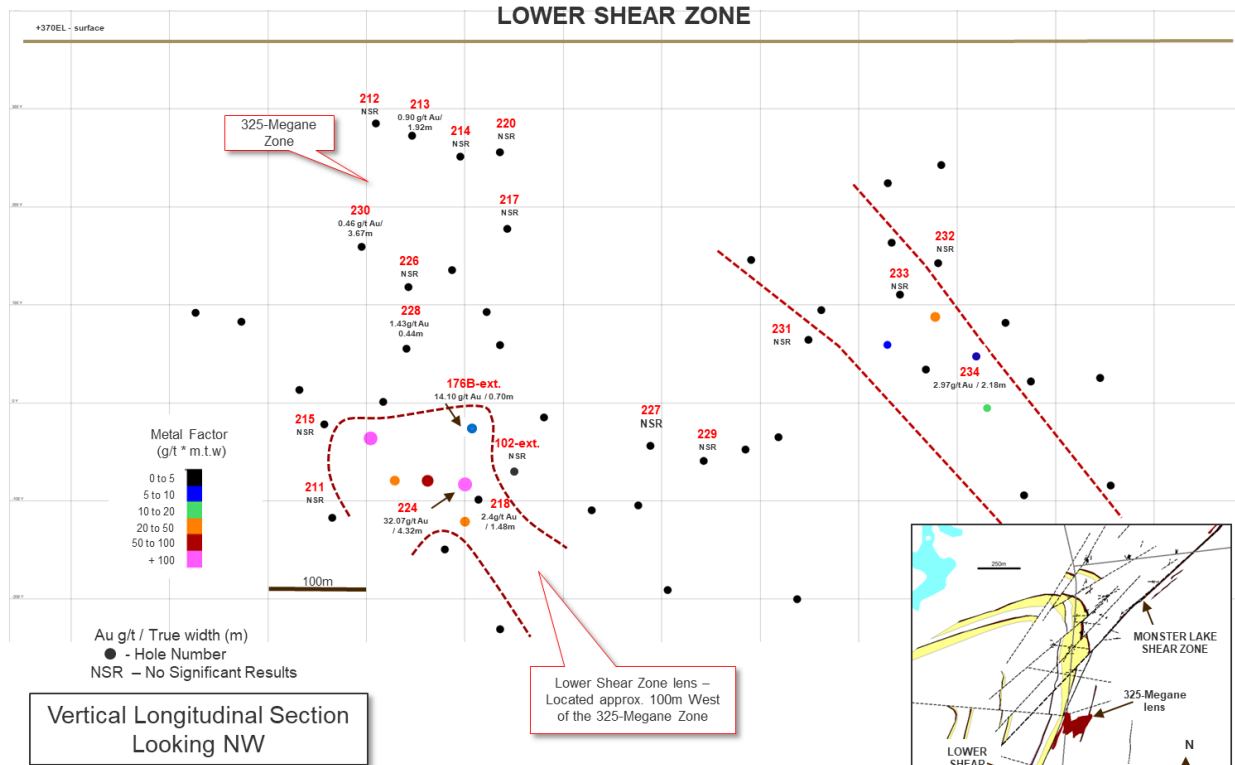 LOWER SHEAR ZONE
+370EL - surface
212
NSR
213
0.90 g/t Au/
1.92m
214
NSR
220
NSR
325-Megane
Zone
217
NSR
230
0.46 g/t Au/
3.67m
226
NSR
228
1.43g/t Au
0.44m
232
NSR
233
NSR
231
NSR
234
2.97g/t Au / 2.18m
176B-ext.
14.10 g/t Au / 0.70m
215
NSR
102-ext.
NSR
227
NSR
229
NSR
211
NSR
224
32.07g/t Au
/ 4.32m
218
2.4g/t Au
/ 1.48m
Metal Factor
(g/t * m.t.w)
0 to 5
5 to 10
10 to 20
20 to 50
50 to 100
+ 100
100m
Au g/t / True width (m)
- Hole Number
NSR – No Significant Results
Vertical Longitudinal Section
Looking NW
Lower Shear Zone lens –
Located approx. 100m West
of the 325-Megane Zone
250m
MONSTER LAKE
SHEAR ZONE
325-Megane
lens
LOWER
SHEAR
N